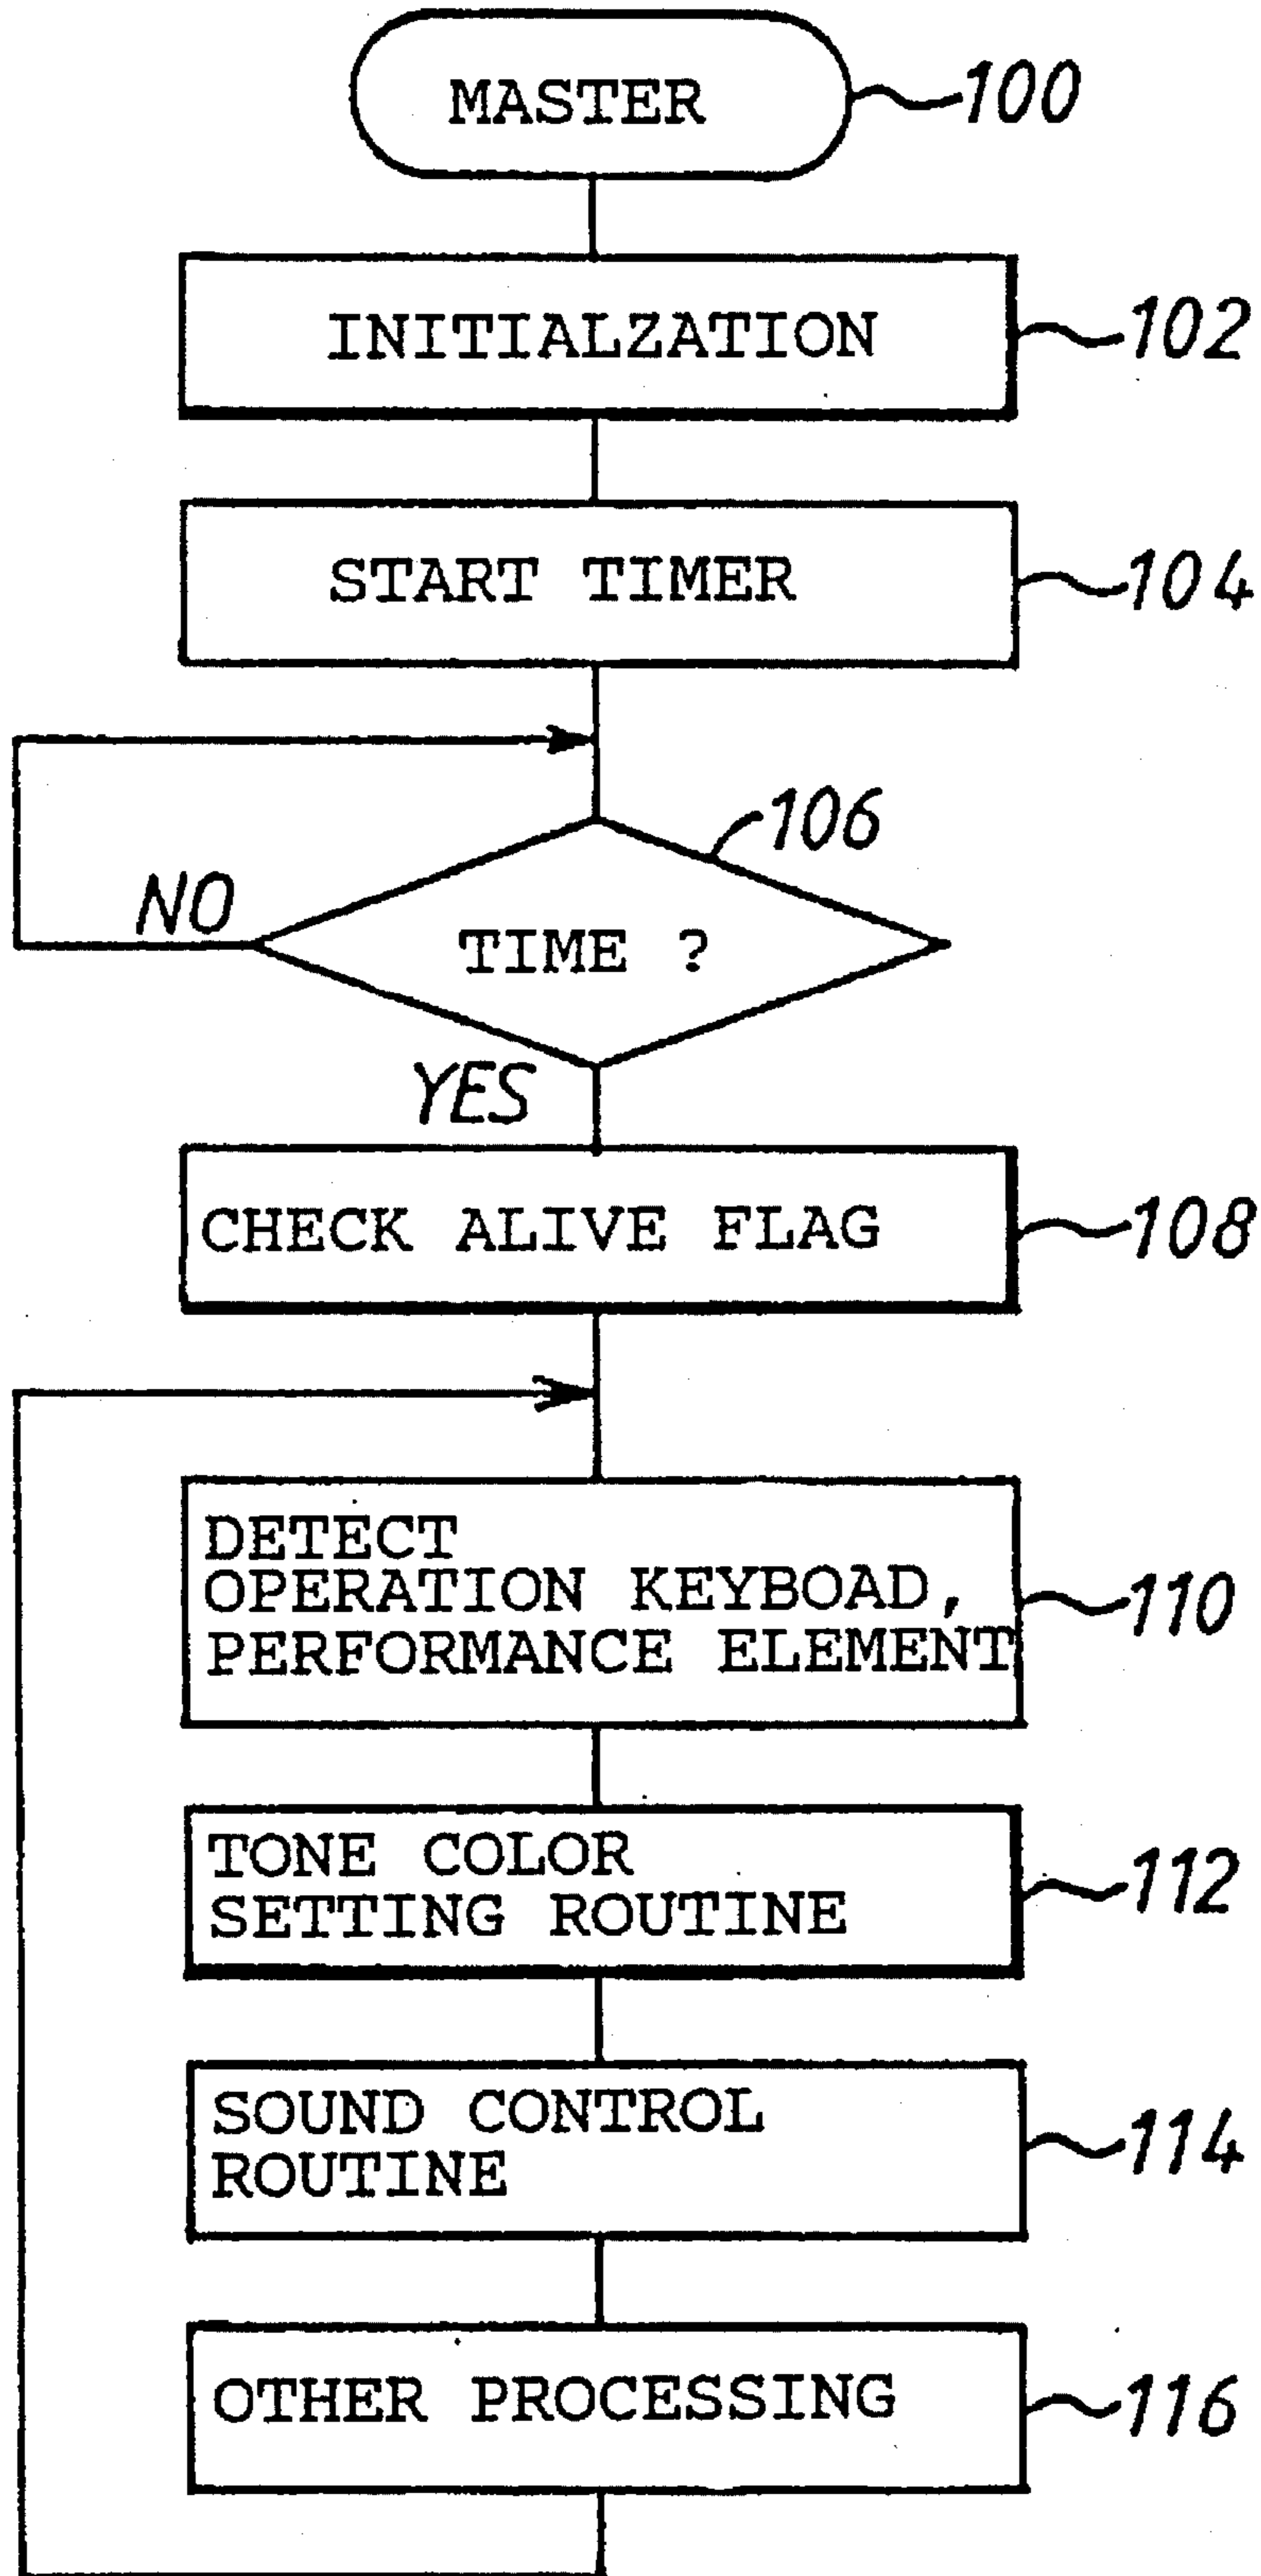 MASTER 100
INITIALZATION 102
START TIMER 104
106
NO
TIME ?
YES
CHECK ALIVE FLAG 108
DETECT
OPERATION KEYBOAD, 110
PERFORMANCE ELEMENT
TONE COLOR
SETTING ROUTINE 112
SOUND CONTROL
ROUTINE 114
OTHER PROCESSING 116